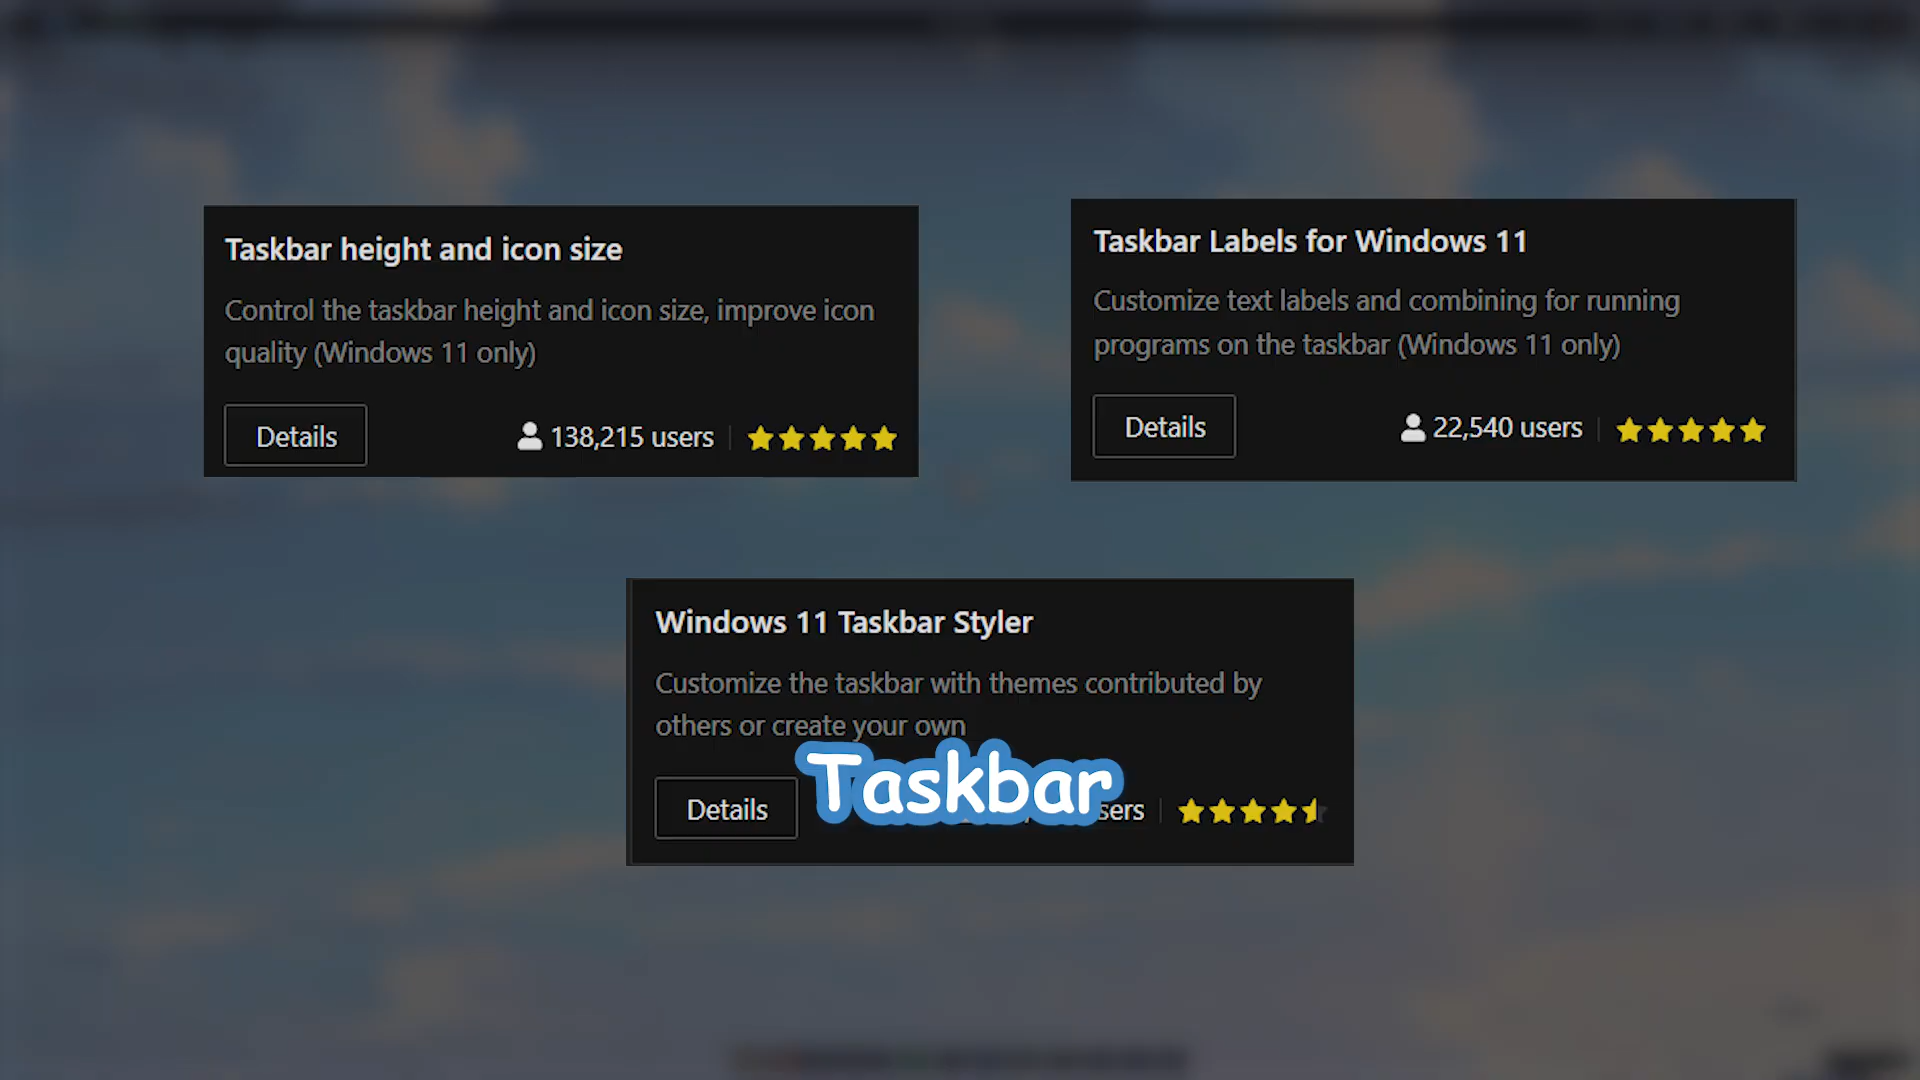 Taskbar height and icon size
Control the taskbar height and icon size, improve icon
quality (Windows 11 only)
Details
138,215 users
Taskbar Labels for Windows 11
Customize text labels and combining for running
programs on the taskbar (Windows 11 only)
Details
22,540 users
Windows 11 Taskbar Styler
Customize the taskbar with themes contributed by
others or create your own
Details
Taskbar